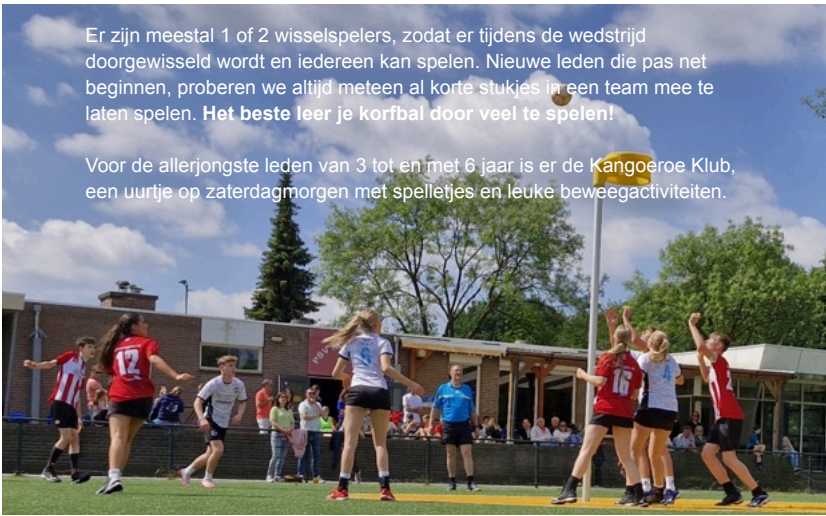 Er zijn meestal 1 of 2 wisselspelers, zodat er tijdens de wedstrijd
doorgewisseld wordt en iedereen kan spelen. Nieuwe leden die pas net
beginnen, proberen we altijd meteen al korte stukjes in een team mee te
laten spelen. Het beste leer je korfbal door veel te spelen!
Voor de allerjongste leden van 3 tot en met 6 jaar is er de Kangoeroe Klub,
een uurtje op zaterdagmorgen met spelletjes en leuke beweegactiviteiten.
12
16